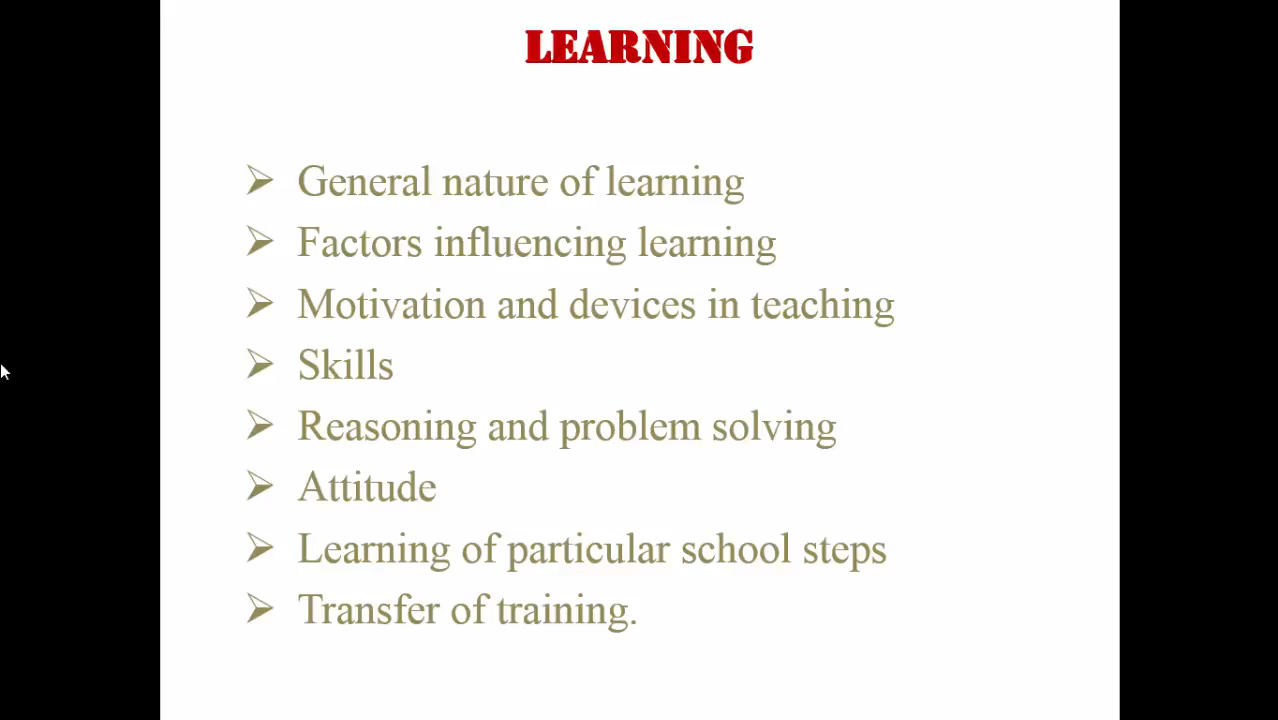 LEARNING
➢ General nature of learning
➢ Factors influencing learning
➢ Motivation and devices in teaching
➢ Skills
➢ Reasoning and problem solving
➢ Attitude
➢ Learning of particular school steps
➢ Transfer of training.